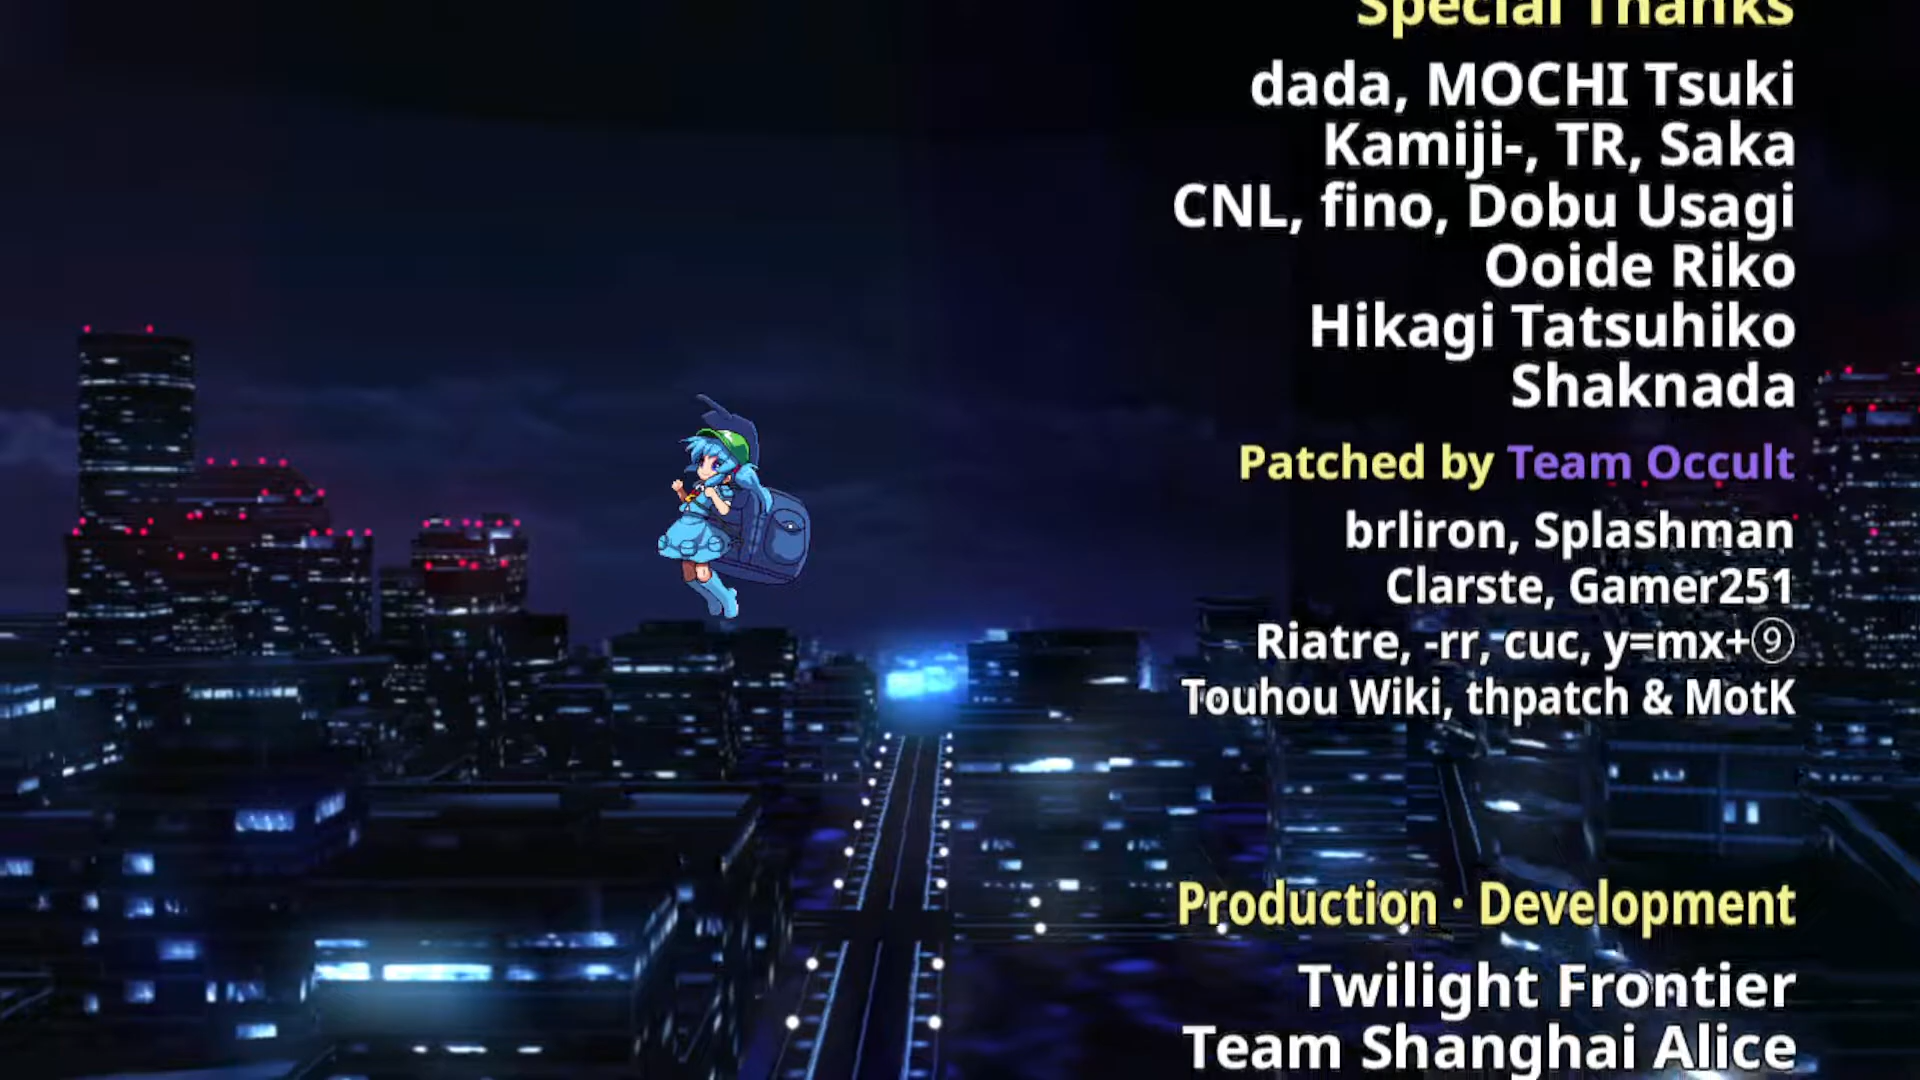 Special Thanks
dada, MOCHI Tsuki
Kamiji-, TR, Saka
CNL, fino, Dobu Usagi
Ooide Riko
Hikagi Tatsuhiko
Shaknada
Patched by Team Occult
brliron, Splashman
Clarste, Gamer251
Riatre, -rr, cuc, y=mx+⑨
Touhou Wiki, thpatch & MotK
Production · Development
Twilight Frontier
Team Shanghai Alice